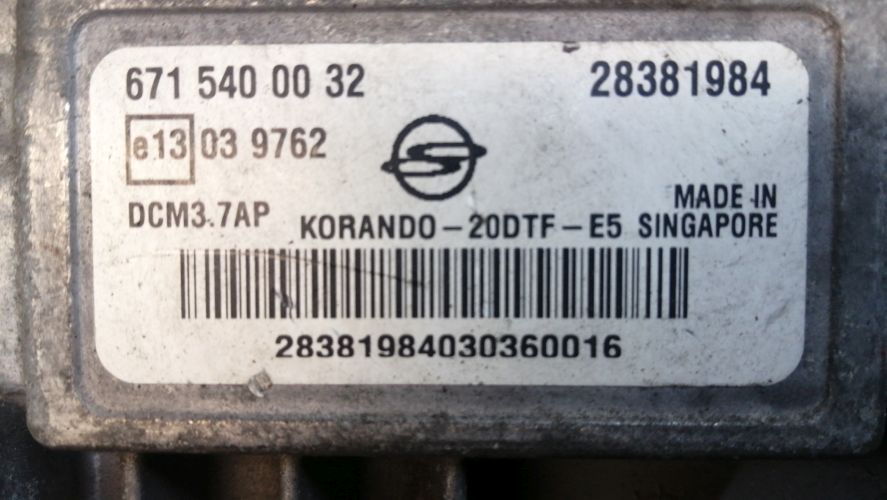 671 540 00 32 28381984
e13 03 9762
MADE IN
DCM3.7AP KORANDO-20DTF-E5 SINGAPORE
28381984030360016